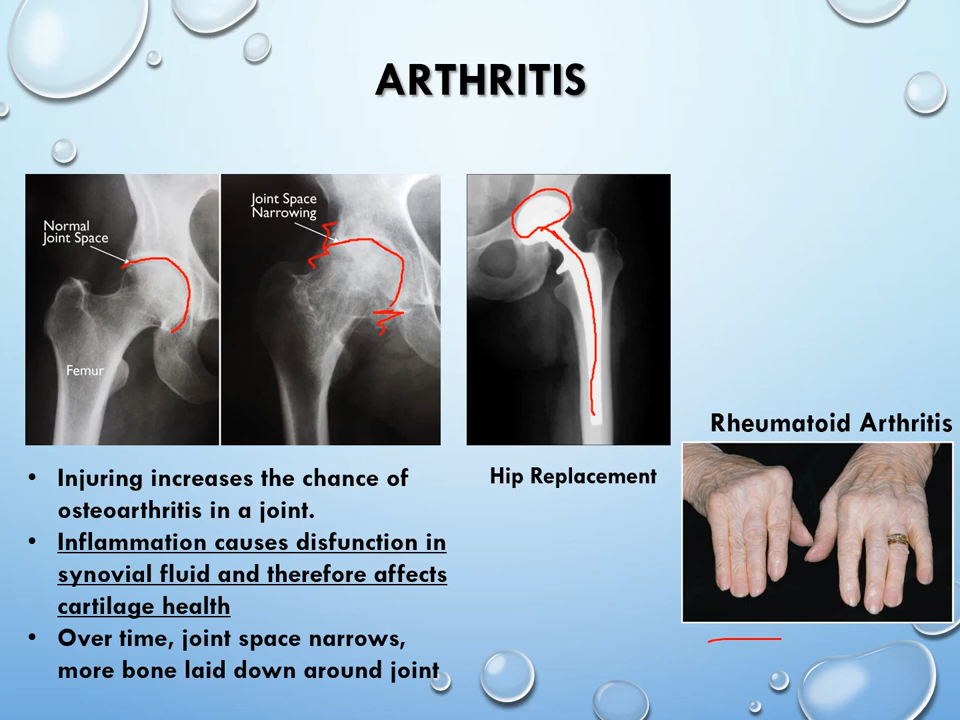 ARTHRITIS
Normal
Joint Space
Femur
Joint Space
Narrowing
Hip Replacement
Rheumatoid Arthritis
• Injuring increases the chance of
osteoarthritis in a joint.
• Inflammation causes disfunction in
synovial fluid and therefore affects
cartilage health
• Over time, joint space narrows,
more bone laid down around joint